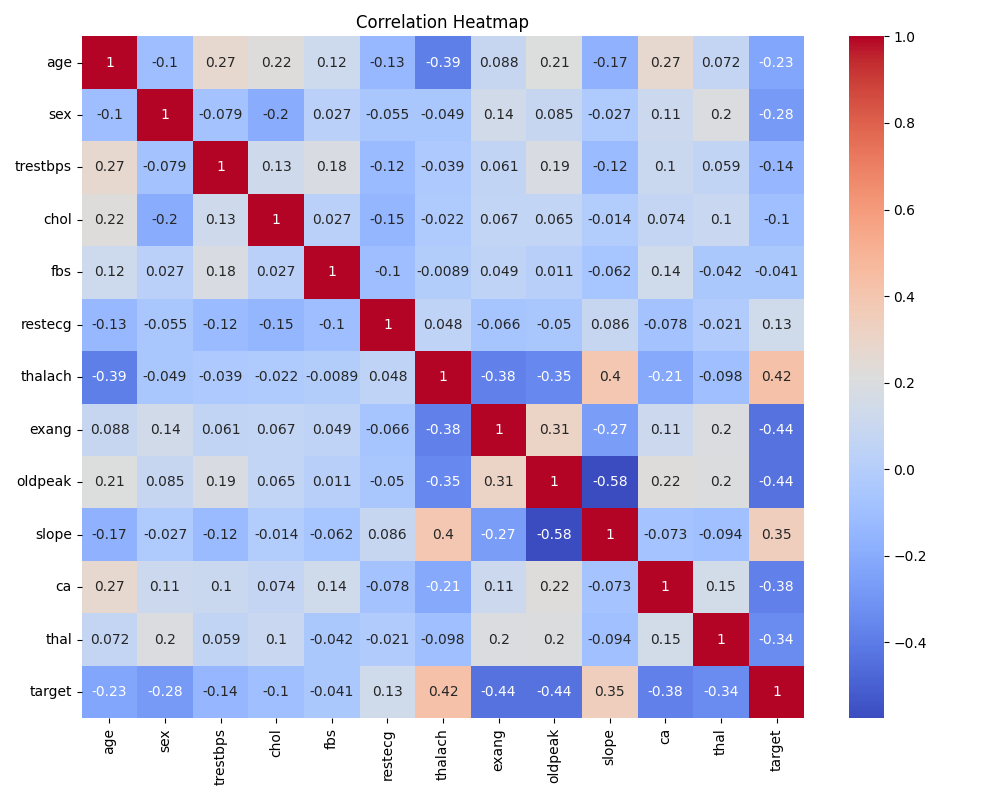 Correlation Heatmap
age 1 -0.1 0.27 0.22 0.12 -0.13 -0.39 0.088 0.21 -0.17 0.27 0.072 -0.23
sex -0.1 1 -0.079 -0.2 0.027 -0.055 -0.049 0.14 0.085 -0.027 0.11 0.2 -0.28
trestbps 0.27 -0.079 1 0.13 0.18 -0.12 -0.039 0.061 0.19 -0.12 0.1 0.059 -0.14
chol 0.22 -0.2 0.13 1 0.027 -0.15 -0.022 0.067 0.065 -0.014 0.074 0.1 -0.1
fbs 0.12 0.027 0.18 0.027 1 -0.1 -0.0089 0.049 0.011 -0.062 0.14 -0.042 -0.041
restecg -0.13 -0.055 -0.12 -0.15 -0.1 1 0.048 -0.066 -0.05 0.086 -0.078 -0.021 0.13
thalach -0.39 -0.049 -0.039 -0.022 -0.0089 0.048 1 -0.38 -0.35 0.4 -0.21 -0.098 0.42
exang 0.088 0.14 0.061 0.067 0.049 -0.066 -0.38 1 0.31 -0.27 0.11 0.2 -0.44
oldpeak 0.21 0.085 0.19 0.065 0.011 -0.05 -0.35 0.31 1 -0.58 0.22 0.2 -0.44
slope -0.17 -0.027 -0.12 -0.014 -0.062 0.086 0.4 -0.27 -0.58 1 -0.073 -0.094 0.35
ca 0.27 0.11 0.1 0.074 0.14 -0.078 -0.21 0.11 0.22 -0.073 1 0.15 -0.38
thal 0.072 0.2 0.059 0.1 -0.042 -0.021 -0.098 0.2 0.2 -0.094 0.15 1 -0.34
target -0.23 -0.28 -0.14 -0.1 -0.041 0.13 0.42 -0.44 -0.44 0.35 -0.38 -0.34 1
age sex trestbps chol fbs restecg thalach exang oldpeak slope ca thal target
1.0
0.8
0.6
0.4
0.2
0.0
−0.2
−0.4